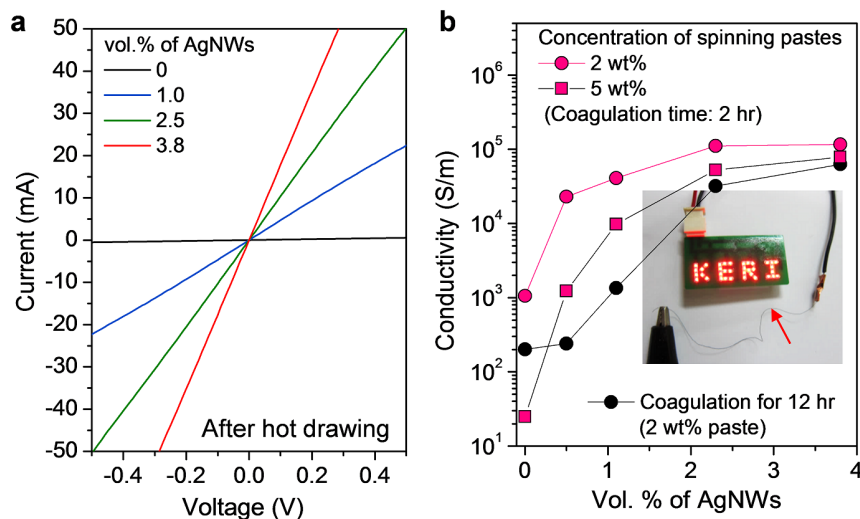 a
50
40
30
20
10
0
-10
-20
-30
-40
-50
Current (mA)
vol.% of AgNWs
0
1.0
2.5
3.8
After hot drawing
-0.4
-0.2
0.0
0.2
0.4
Voltage (V)
b
10^6
10^5
10^4
10^3
10^2
10^1
Conductivity (S/m)
Concentration of spinning pastes
2 wt%
5 wt%
(Coagulation time: 2 hr)
KERI
Coagulation for 12 hr
(2 wt% paste)
0
1
2
3
4
Vol. % of AgNWs